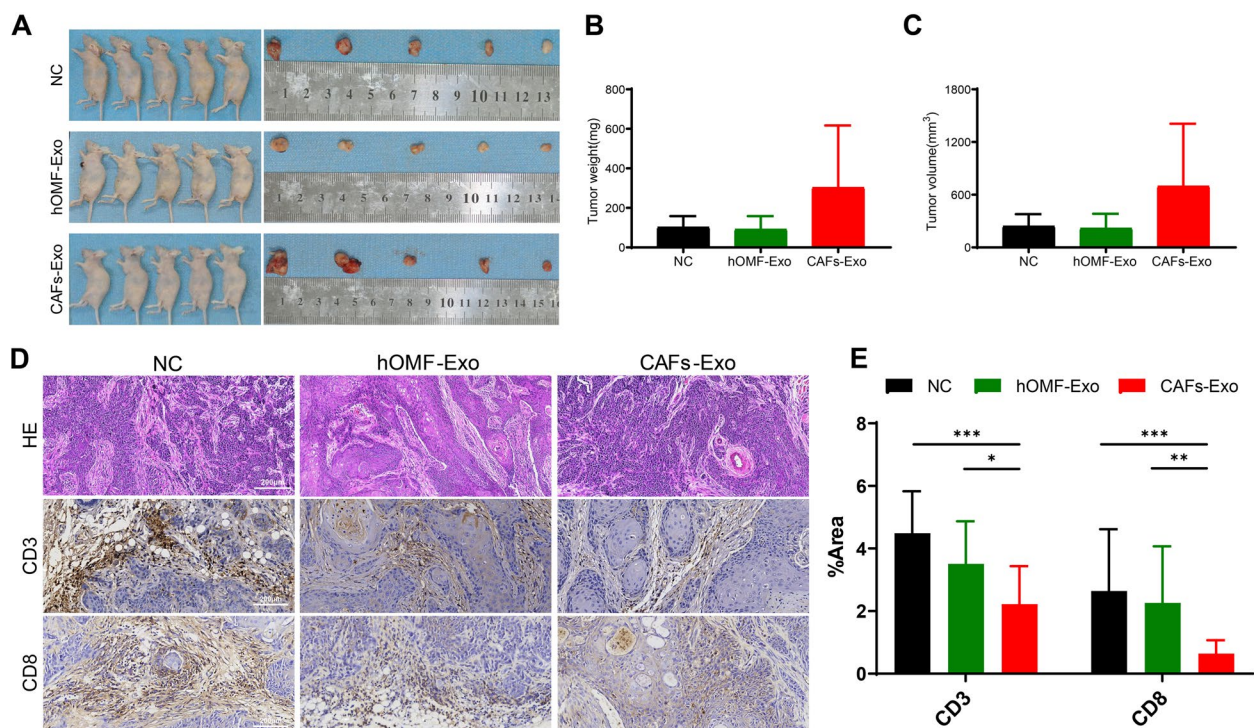 A
NC
1 2 3 4 5 6 7 8 9 10 11 12 13
hOMF-Exo
1 2 3 4 5 6 7 8 9 10 11 12 13 14
CAFs-Exo
1 2 3 4 5 6 7 8 9 10 11 12 13 14 15 16
B
Tumor weight(mg)
800
600
400
200
0
NC hOMF-Exo CAFs-Exo
C
Tumor volume(mm³)
1800
1200
600
0
NC hOMF-Exo CAFs-Exo
D
NC hOMF-Exo CAFs-Exo
HE
200μm
CD3
200μm
CD8
E
NC hOMF-Exo CAFs-Exo
%Area
8
6
4
2
0
*** ***
* **
CD3 CD8